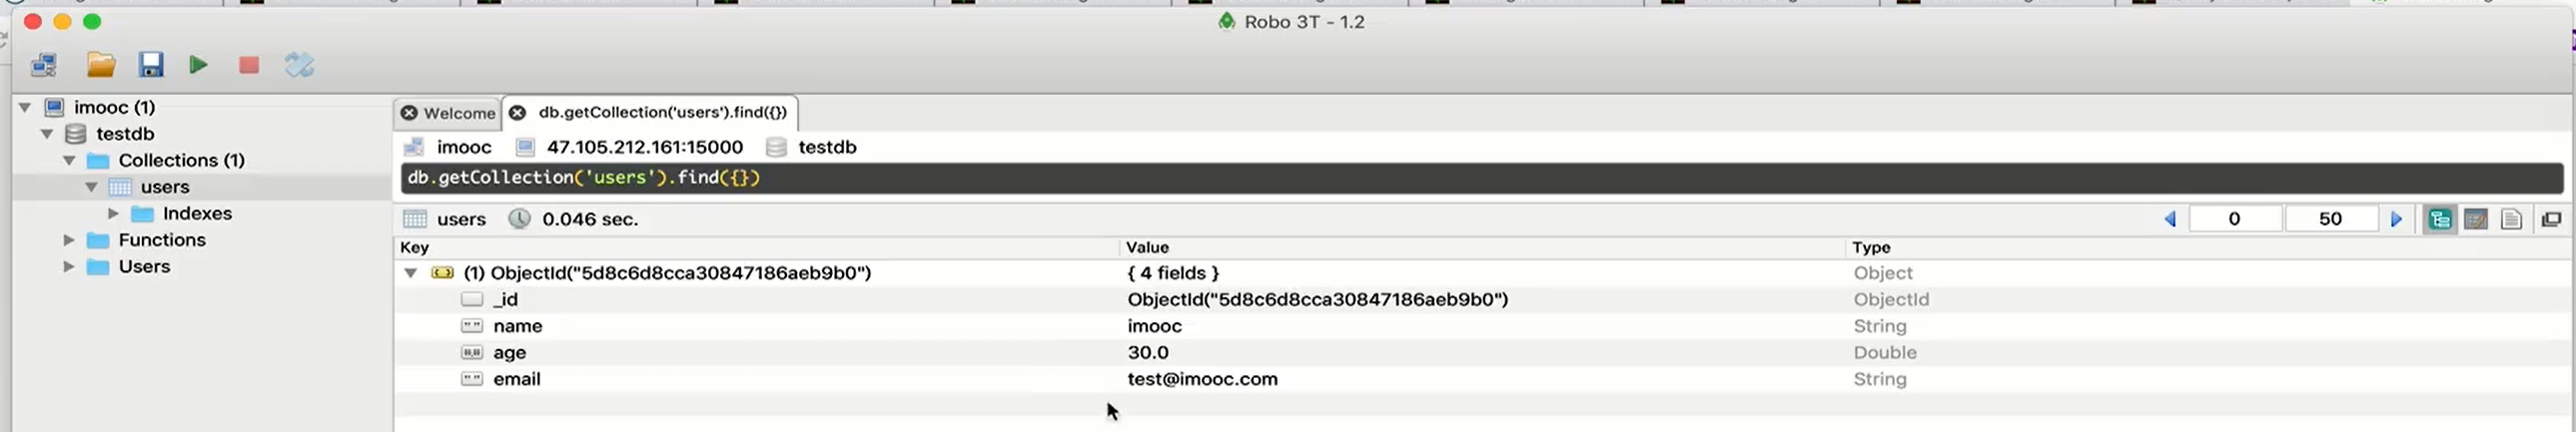 Robo 3T - 1.2
imooc (1)
testdb
Collections (1)
users
Indexes
Functions
Users
Welcome
db.getCollection('users').find({})
imooc 47.105.212.161:15000 testdb
db.getCollection('users').find({})
users 0.046 sec. 0 50
Key Value Type
(1) ObjectId("5d8c6d8cca30847186aeb9b0") { 4 fields } Object
_id ObjectId("5d8c6d8cca30847186aeb9b0") ObjectId
name imooc String
age 30.0 Double
email test@imooc.com String